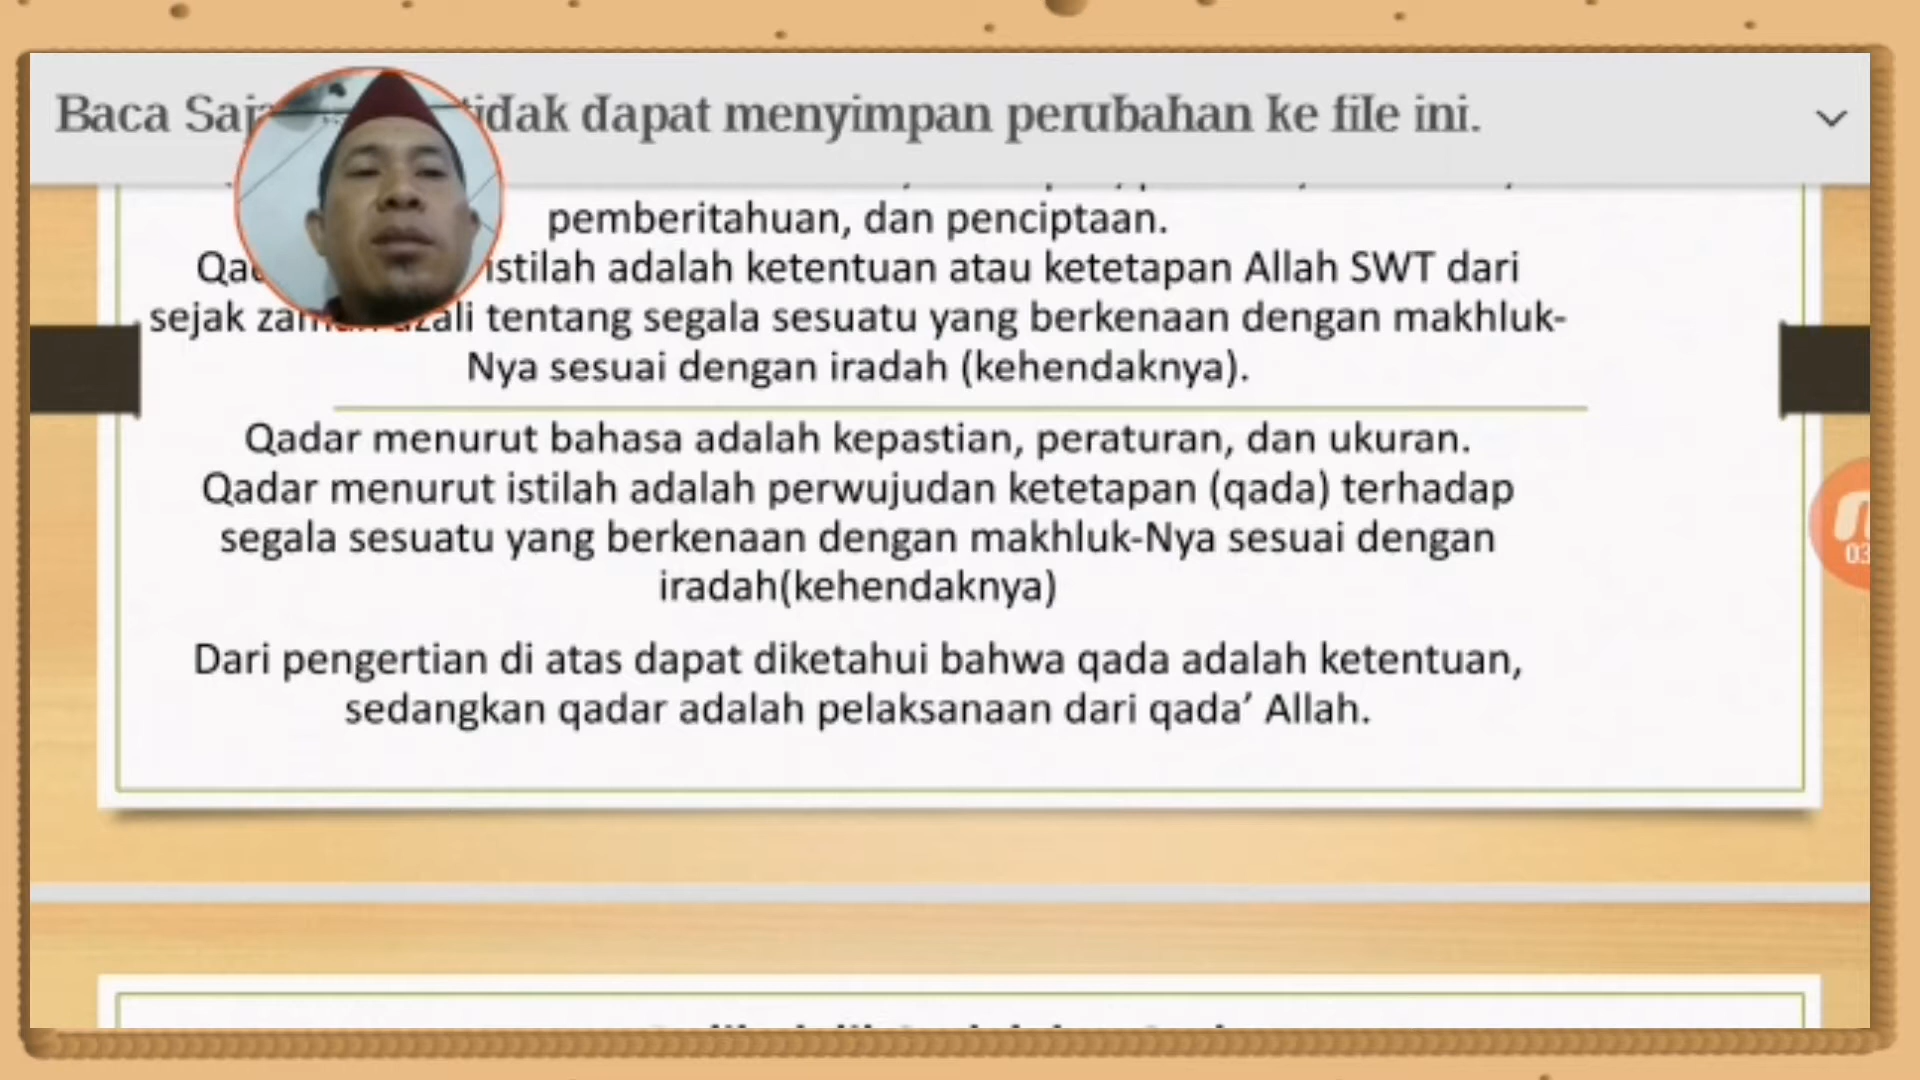 Baca Saja tidak dapat menyimpan perubahan ke file ini.
pemberitahuan, dan penciptaan.
istilah adalah ketentuan atau ketetapan Allah SWT dari
sejak zaman azali tentang segala sesuatu yang berkenaan dengan makhluk-
Nya sesuai dengan iradah (kehendaknya).
Qadar menurut bahasa adalah kepastian, peraturan, dan ukuran.
Qadar menurut istilah adalah perwujudan ketetapan (qada) terhadap
segala sesuatu yang berkenaan dengan makhluk-Nya sesuai dengan
iradah(kehendaknya)
03
Dari pengertian di atas dapat diketahui bahwa qada adalah ketentuan,
sedangkan qadar adalah pelaksanaan dari qada’ Allah.